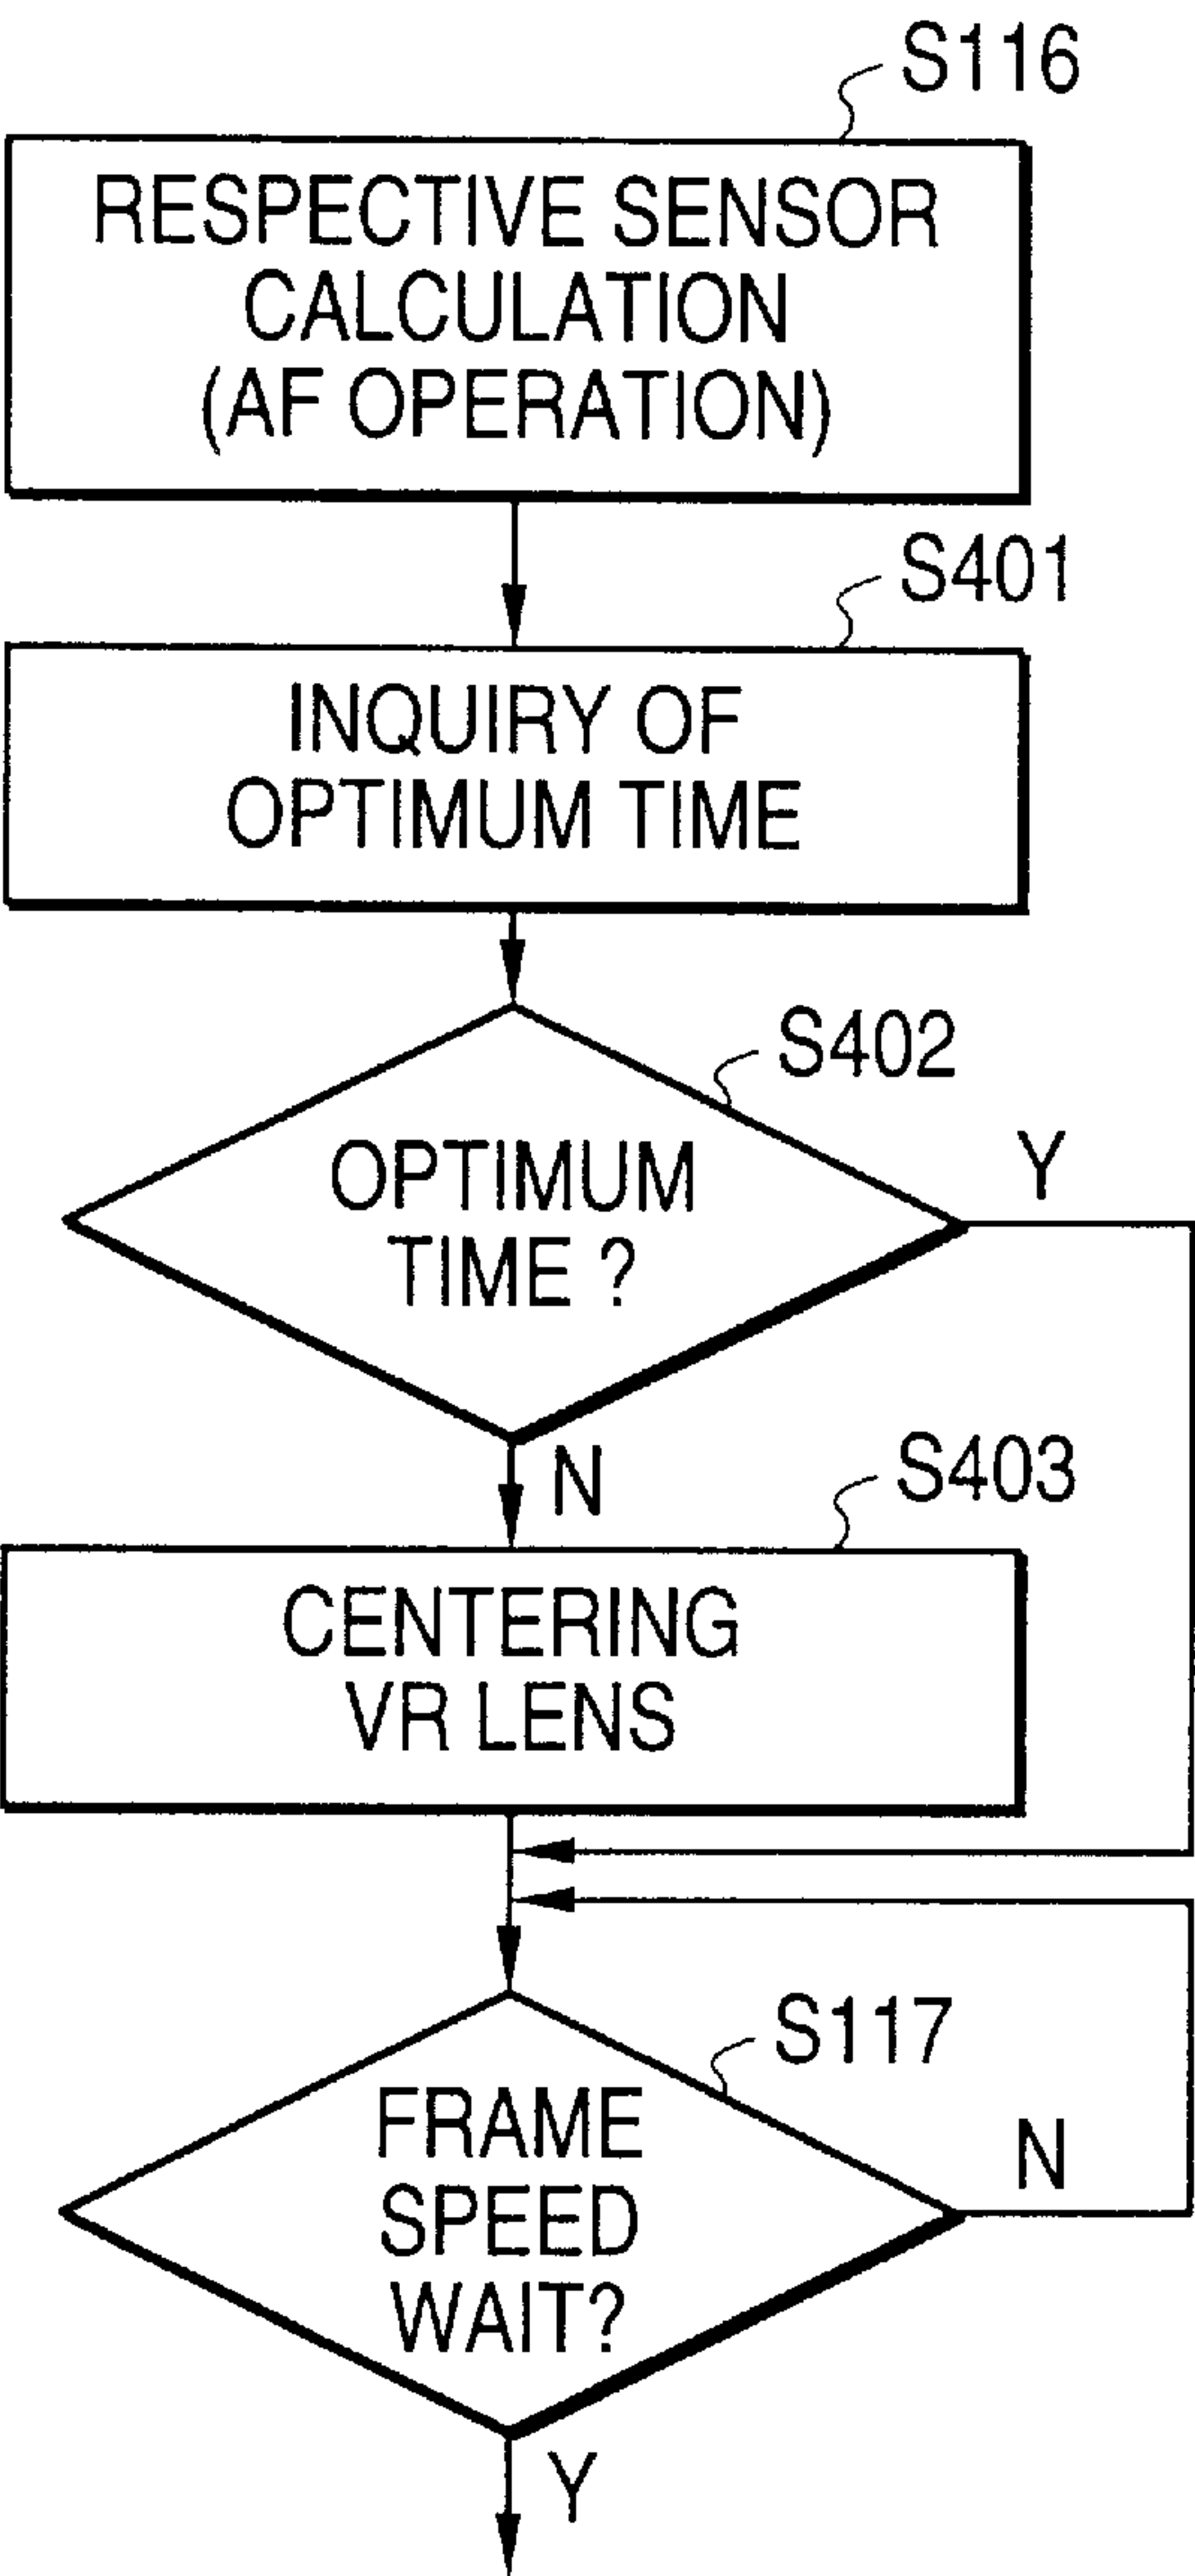 S116
RESPECTIVE SENSOR
CALCULATION
(AF OPERATION)
S401
INQUIRY OF
OPTIMUM TIME
S402
OPTIMUM
TIME ?
Y
N
S403
CENTERING
VR LENS
S117
FRAME
SPEED
WAIT?
N
Y